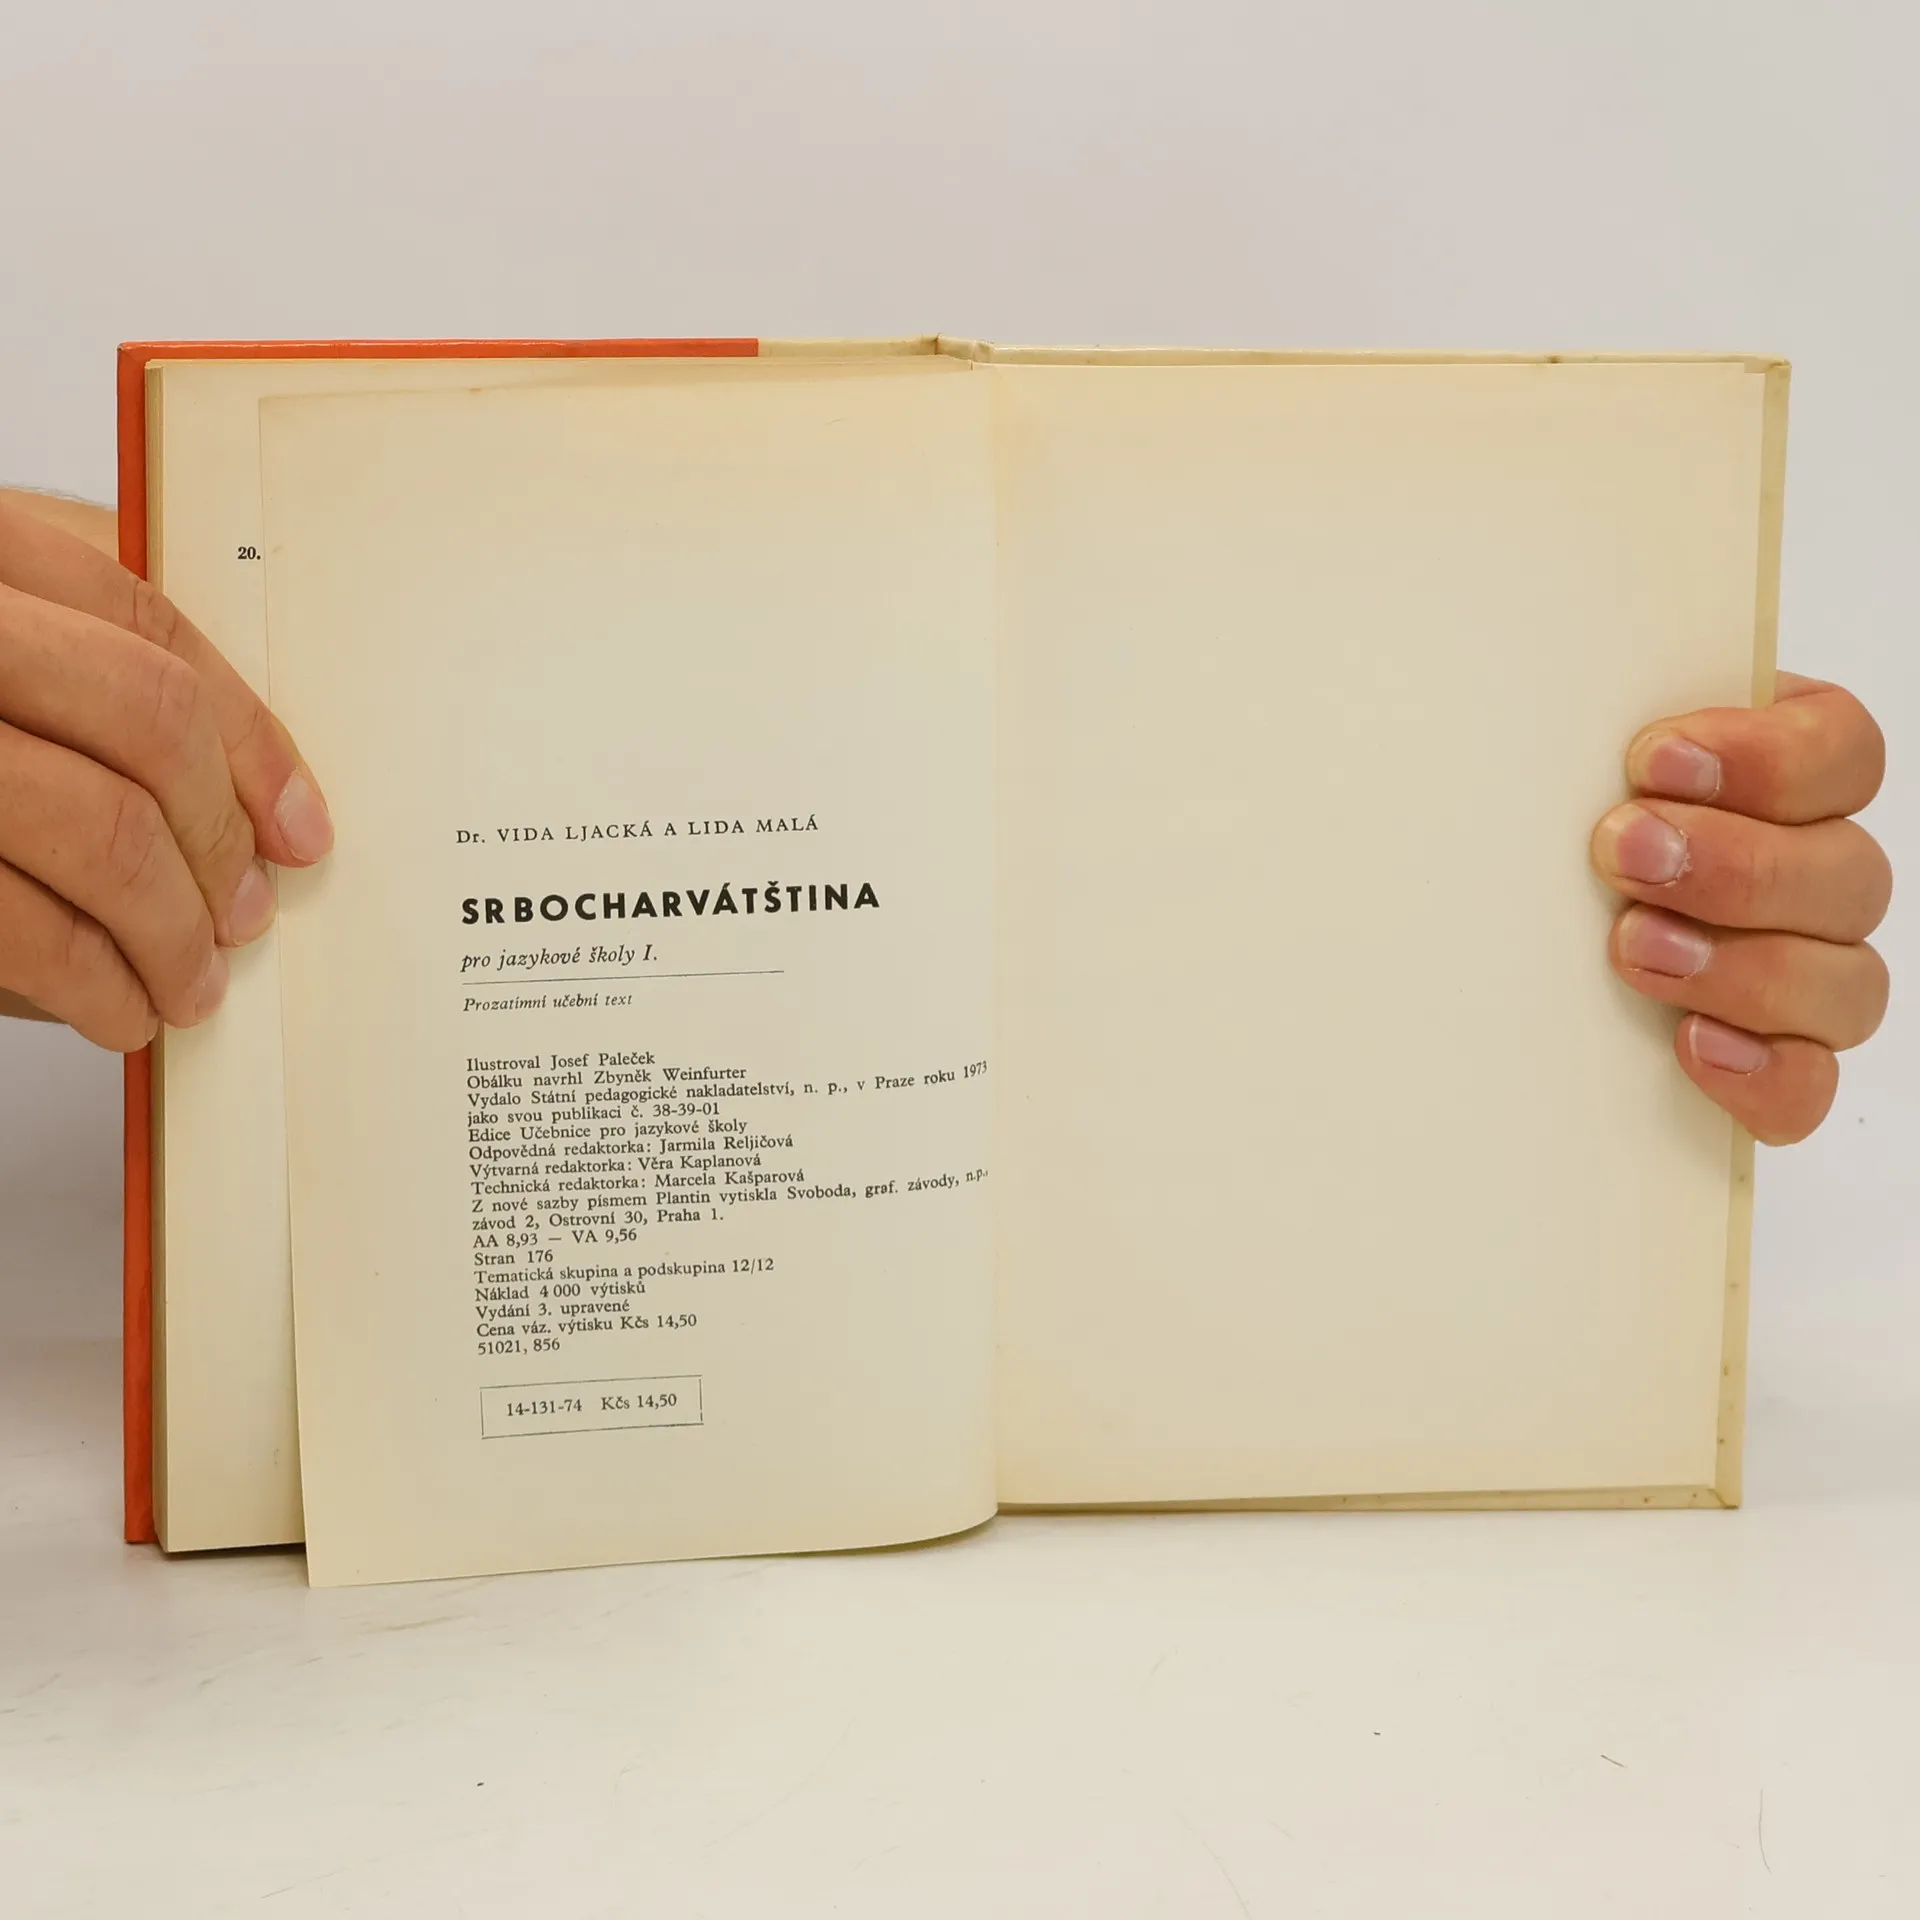 20.
Dr. VIDA LJACKÁ A LIDA MALÁ
SRBOCHARVÁTŠTINA
pro jazykové školy I.
Prozatímní učební text
Ilustroval Josef Paleček
Obálku navrhl Zbyněk Weinfurter
Vydalo Státní pedagogické nakladatelství, n. p., v Praze roku 1973
jako svou publikaci č. 38-39-01
Edice Učebnice pro jazykové školy
Odpovědná redaktorka: Jarmila Reljičová
Výtvarná redaktorka: Věra Kaplanová
Technická redaktorka: Marcela Kašparová
Z nové sazby písmem Plantin vytiskla Svoboda, graf. závody, n.p.,
závod 2, Ostrovní 30, Praha 1.
AA 8,93 — VA 9,56
Stran 176
Tematická skupina a podskupina 12/12
Náklad 4 000 výtisků
Vydání 3. upravené
Cena váz. výtisku Kčs 14,50
51021, 856
14-131-74 Kčs 14,50